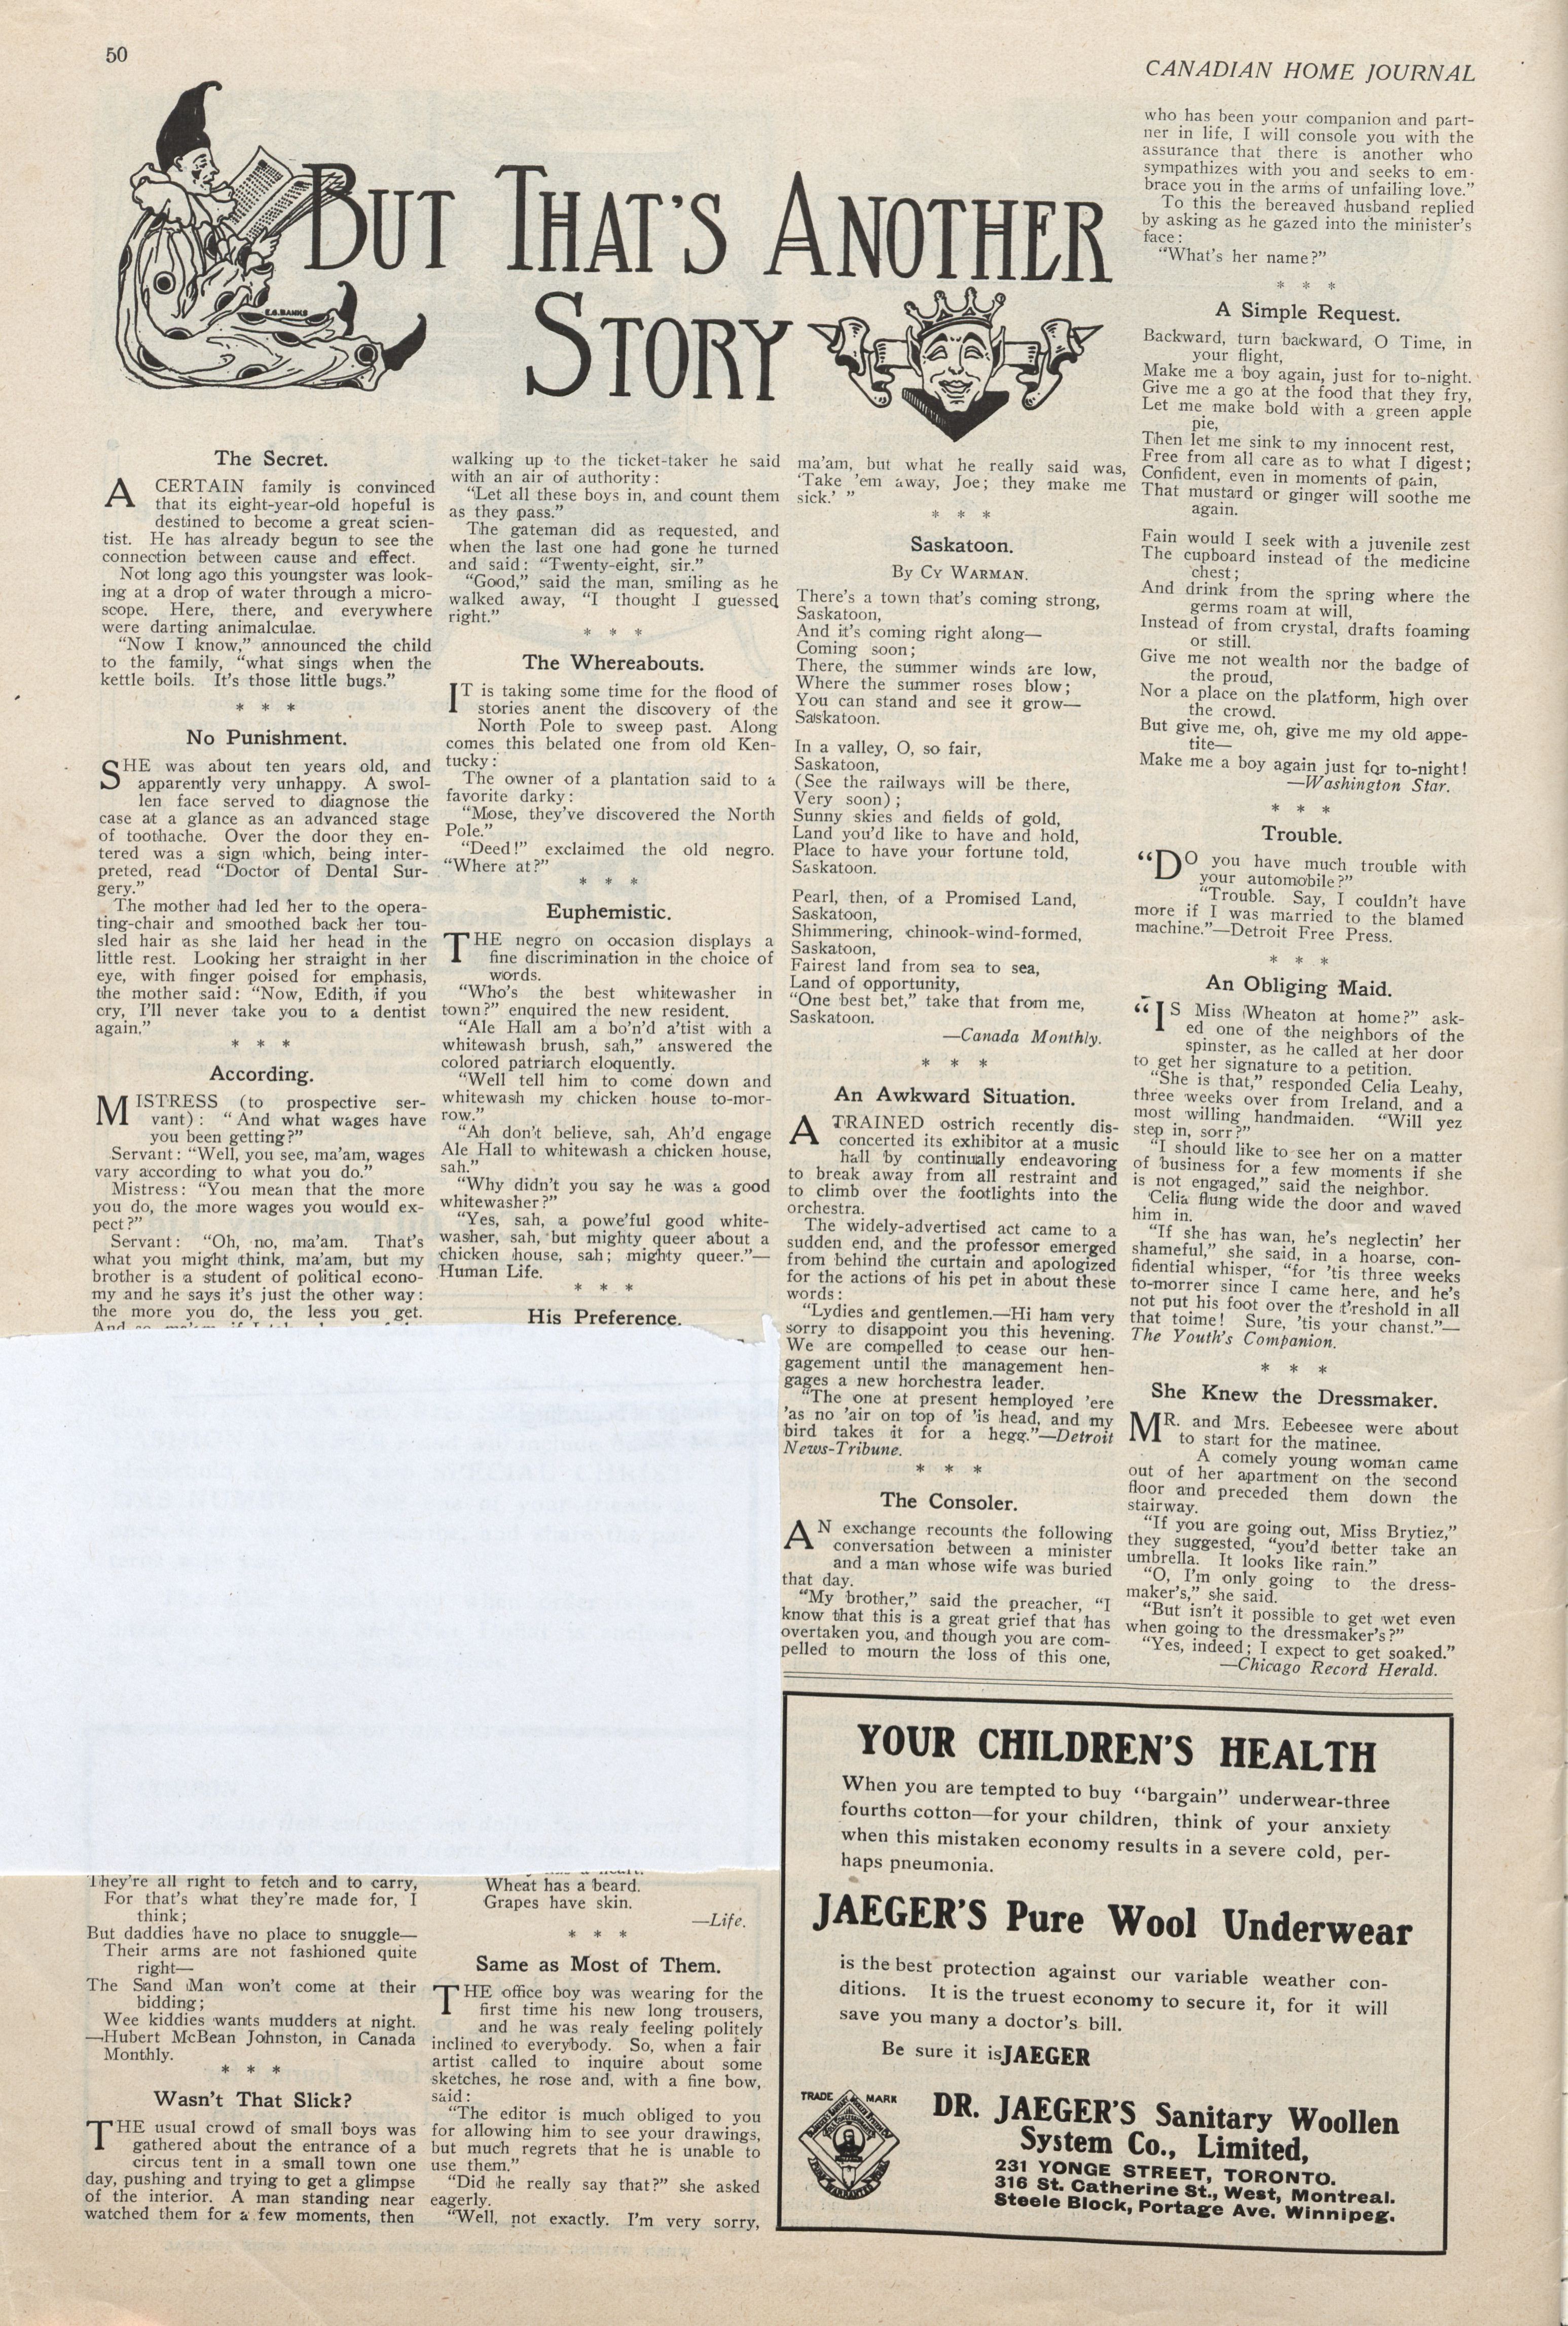 50
CANADIAN HOME JOURNAL
BUT THAT'S ANOTHER
STORY
E.G.BANKS
The Secret.
A CERTAIN family is convinced
that its eight-year-old hopeful is
destined to become a great scien-
tist. He has already begun to see the
connection between cause and effect.
Not long ago this youngster was look-
ing at a drop of water through a micro-
scope. Here, there, and everywhere
were darting animalculae.
"Now I know," announced the child
to the family, "what sings when the
kettle boils. It's those little bugs."
* * *
No Punishment.
SHE was about ten years old, and
apparently very unhappy. A swol-
len face served to diagnose the
case at a glance as an advanced stage
of toothache. Over the door they en-
tered was a sign which, being inter-
preted, read "Doctor of Dental Sur-
gery."
The mother had led her to the opera-
ting-chair and smoothed back her tou-
sled hair as she laid her head in the
little rest. Looking her straight in her
eye, with finger poised for emphasis,
the mother said: "Now, Edith, if you
cry, I'll never take you to a dentist
again."
* * *
According.
MISTRESS (to prospective ser-
vant): "And what wages have
you been getting?"
Servant: "Well, you see, ma'am, wages
vary according to what you do."
Mistress: "You mean that the more
you do, the more wages you would ex-
pect?"
Servant: "Oh, no, ma'am. That's
what you might think, ma'am, but my
brother is a student of political econo-
my and he says it's just the other way:
the more you do, the less you get.
They're all right to fetch and to carry,
For that's what they're made for, I
think;
But daddies have no place to snuggle—
Their arms are not fashioned quite
right—
The Sand Man won't come at their
bidding;
Wee kiddies wants mudders at night.
—Hubert McBean Johnston, in Canada
Monthly.
* * *
Wasn't That Slick?
THE usual crowd of small boys was
gathered about the entrance of a
circus tent in a small town one
day, pushing and trying to get a glimpse
of the interior. A man standing near
watched them for a few moments, then
walking up to the ticket-taker he said
with an air of authority:
"Let all these boys in, and count them
as they pass."
The gateman did as requested, and
when the last one had gone he turned
and said: "Twenty-eight, sir."
"Good," said the man, smiling as he
walked away, "I thought I guessed
right."
* * *
The Whereabouts.
IT is taking some time for the flood of
stories anent the discovery of the
North Pole to sweep past. Along
comes this belated one from old Ken-
tucky:
The owner of a plantation said to a
favorite darky:
"Mose, they've discovered the North
Pole."
"Deed!" exclaimed the old negro.
"Where at?"
* * *
Euphemistic.
THE negro on occasion displays a
fine discrimination in the choice of
words.
"Who's the best whitewasher in
town?" enquired the new resident.
"Ale Hall am a bo'n'd a'tist with a
whitewash brush, sah," answered the
colored patriarch eloquently.
"Well tell him to come down and
whitewash my chicken house to-mor-
row."
"Ah don't believe, sah, Ah'd engage
Ale Hall to whitewash a chicken house,
sah."
"Why didn't you say he was a good
whitewasher?"
"Yes, sah, a powe'ful good white-
washer, sah, but mighty queer about a
chicken house, sah; mighty queer."—
Human Life.
* * *
His Preference.
Wheat has a beard.
Grapes have skin.
—Life.
* * *
Same as Most of Them.
THE office boy was wearing for the
first time his new long trousers,
and he was realy feeling politely
inclined to everybody. So, when a fair
artist called to inquire about some
sketches, he rose and, with a fine bow,
said:
"The editor is much obliged to you
for allowing him to see your drawings,
but much regrets that he is unable to
use them."
"Did he really say that?" she asked
eagerly.
"Well, not exactly. I'm very sorry,
ma'am, but what he really said was,
'Take 'em away, Joe; they make me
sick.' "
* * *
Saskatoon.
By CY WARMAN.
There's a town that's coming strong,
Saskatoon,
And it's coming right along—
Coming soon;
There, the summer winds are low,
Where the summer roses blow;
You can stand and see it grow—
Saskatoon.
In a valley, O, so fair,
Saskatoon,
(See the railways will be there,
Very soon);
Sunny skies and fields of gold,
Land you'd like to have and hold,
Place to have your fortune told,
Saskatoon.
Pearl, then, of a Promised Land,
Saskatoon,
Shimmering, chinook-wind-formed,
Saskatoon,
Fairest land from sea to sea,
Land of opportunity,
"One best bet," take that from me,
Saskatoon.
—Canada Monthly.
* * *
An Awkward Situation.
A TRAINED ostrich recently dis-
concerted its exhibitor at a music
hall by continually endeavoring
to break away from all restraint and
to climb over the footlights into the
orchestra.
The widely-advertised act came to a
sudden end, and the professor emerged
from behind the curtain and apologized
for the actions of his pet in about these
words:
"Lydies and gentlemen.—Hi ham very
sorry to disappoint you this hevening.
We are compelled to cease our hen-
gagement until the management hen-
gages a new horchestra leader.
"The one at present hemployed 'ere
'as no 'air on top of 'is head, and my
bird takes it for a hegg."—Detroit
News-Tribune.
* * *
The Consoler.
AN exchange recounts the following
conversation between a minister
and a man whose wife was buried
that day.
"My brother," said the preacher, "I
know that this is a great grief that has
overtaken you, and though you are com-
pelled to mourn the loss of this one,
who has been your companion and part-
ner in life, I will console you with the
assurance that there is another who
sympathizes with you and seeks to em-
brace you in the arms of unfailing love."
To this the bereaved husband replied
by asking as he gazed into the minister's
face:
"What's her name?"
* * *
A Simple Request.
Backward, turn backward, O Time, in
your flight,
Make me a boy again, just for to-night.
Give me a go at the food that they fry,
Let me make bold with a green apple
pie,
Then let me sink to my innocent rest,
Free from all care as to what I digest;
Confident, even in moments of pain,
That mustard or ginger will soothe me
again.
Fain would I seek with a juvenile zest
The cupboard instead of the medicine
chest;
And drink from the spring where the
germs roam at will,
Instead of from crystal, drafts foaming
or still.
Give me not wealth nor the badge of
the proud,
Nor a place on the platform, high over
the crowd.
But give me, oh, give me my old appe-
tite—
Make me a boy again just for to-night!
—Washington Star.
* * *
Trouble.
"DO you have much trouble with
your automobile?"
"Trouble. Say, I couldn't have
more if I was married to the blamed
machine."—Detroit Free Press.
* * *
An Obliging Maid.
"IS Miss Wheaton at home?" ask-
ed one of the neighbors of the
spinster, as he called at her door
to get her signature to a petition.
"She is that," responded Celia Leahy,
three weeks over from Ireland, and a
most willing handmaiden. "Will yez
step in, sorr?"
"I should like to see her on a matter
of business for a few moments if she
is not engaged," said the neighbor.
Celia flung wide the door and waved
him in.
"If she has wan, he's neglectin' her
shameful," she said, in a hoarse, con-
fidential whisper, "for 'tis three weeks
to-morrer since I came here, and he's
not put his foot over the t'reshold in all
that toime! Sure, 'tis your chanst."—
The Youth's Companion.
* * *
She Knew the Dressmaker.
MR. and Mrs. Eebeesee were about
to start for the matinee.
A comely young woman came
out of her apartment on the second
floor and preceded them down the
stairway.
"If you are going out, Miss Brytiez,"
they suggested, "you'd better take an
umbrella. It looks like rain."
"O, I'm only going to the dress-
maker's," she said.
"But isn't it possible to get wet even
when going to the dressmaker's?"
"Yes, indeed; I expect to get soaked."
—Chicago Record Herald.
YOUR CHILDREN'S HEALTH
When you are tempted to buy "bargain" underwear-three
fourths cotton—for your children, think of your anxiety
when this mistaken economy results in a severe cold, per-
haps pneumonia.
JAEGER'S Pure Wool Underwear
is the best protection against our variable weather con-
ditions. It is the truest economy to secure it, for it will
save you many a doctor's bill.
Be sure it is JAEGER
TRADE MARK
DR. JAEGER'S Sanitary Woollen
System Co., Limited,
231 YONGE STREET, TORONTO.
316 St. Catherine St., West, Montreal.
Steele Block, Portage Ave. Winnipeg.